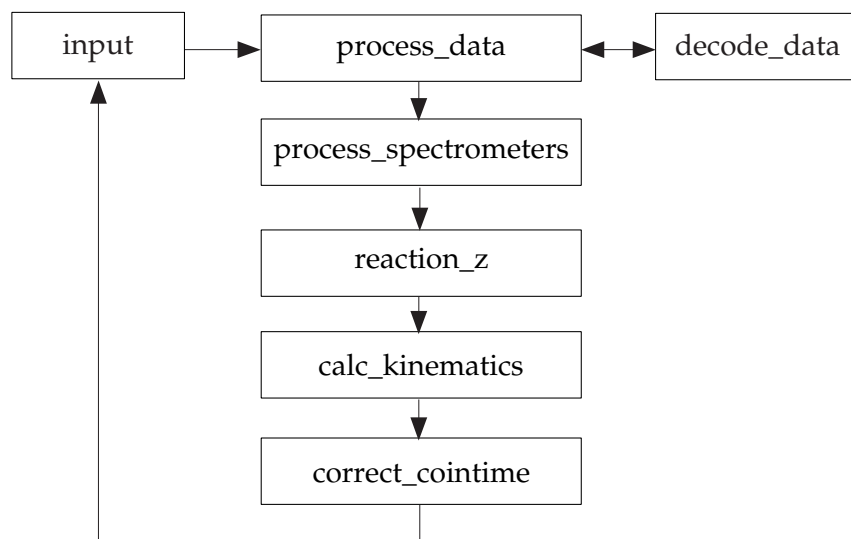 input
process_data
decode_data
process_spectrometers
reaction_z
calc_kinematics
correct_cointime